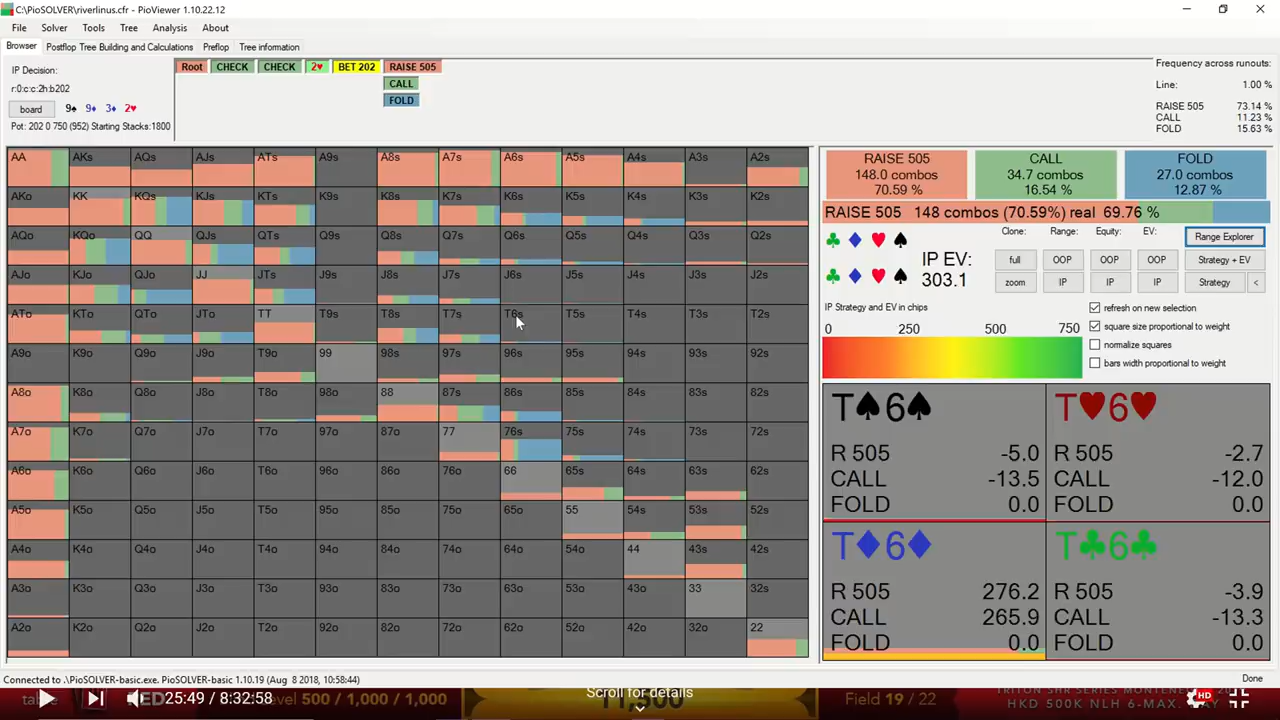 C:\PioSOLVER\riverlinus.cfr - PioViewer 1.10.22.12
File Solver Tools Tree Analysis About
Browser Postflop Tree Building and Calculations Preflop Tree information
IP Decision:
r:0:c:c:2h:b202
board 9♠ 9♦ 3♦ 2♥
Pot: 202 0 750 (952) Starting Stacks:1800
Root CHECK CHECK 2♥ BET 202 RAISE 505
CALL
FOLD
Frequency across runouts:
Line: 1.00 %
RAISE 505 73.14 %
CALL 11.23 %
FOLD 15.63 %
AA AKs AQs AJs ATs A9s A8s A7s A6s A5s A4s A3s A2s
AKo KK KQs KJs KTs K9s K8s K7s K6s K5s K4s K3s K2s
AQo KQo QQ QJs QTs Q9s Q8s Q7s Q6s Q5s Q4s Q3s Q2s
AJo KJo QJo JJ JTs J9s J8s J7s J6s J5s J4s J3s J2s
ATo KTo QTo JTo TT T9s T8s T7s T6s T5s T4s T3s T2s
A9o K9o Q9o J9o T9o 99 98s 97s 96s 95s 94s 93s 92s
A8o K8o Q8o J8o T8o 98o 88 87s 86s 85s 84s 83s 82s
A7o K7o Q7o J7o T7o 97o 87o 77 76s 75s 74s 73s 72s
A6o K6o Q6o J6o T6o 96o 86o 76o 66 65s 64s 63s 62s
A5o K5o Q5o J5o T5o 95o 85o 75o 65o 55 54s 53s 52s
A4o K4o Q4o J4o T4o 94o 84o 74o 64o 54o 44 43s 42s
A3o K3o Q3o J3o T3o 93o 83o 73o 63o 53o 43o 33 32s
A2o K2o Q2o J2o T2o 92o 82o 72o 62o 52o 42o 32o 22
RAISE 505 CALL FOLD
148.0 combos 34.7 combos 27.0 combos
70.59 % 16.54 % 12.87 %
RAISE 505 148 combos (70.59%) real 69.76 %
♣ ♦ ♥ ♠
♣ ♦ ♥ ♠
IP EV:
303.1
Clone: Range: Equity: EV:
full OOP OOP OOP
zoom IP IP IP
Range Explorer
Strategy + EV
Strategy <
IP Strategy and EV in chips
0 250 500 750
refresh on new selection
square size proportional to weight
normalize squares
bars width proportional to weight
T♠6♠
R 505 -5.0
CALL -13.5
FOLD 0.0
T♥6♥
R 505 -2.7
CALL -12.0
FOLD 0.0
T♦6♦
R 505 276.2
CALL 265.9
FOLD 0.0
T♣6♣
R 505 -3.9
CALL -13.3
FOLD 0.0
Connected to .\PioSOLVER-basic.exe. PioSOLVER-basic 1.10.19 (Aug 8 2018, 10:58:44) Done
25:49 / 8:32:58
Level 500 / 1,000 / 1,000
Scroll for details
11,500
Field 19 / 22
HD
HKD 500K NLH 6-MAX.